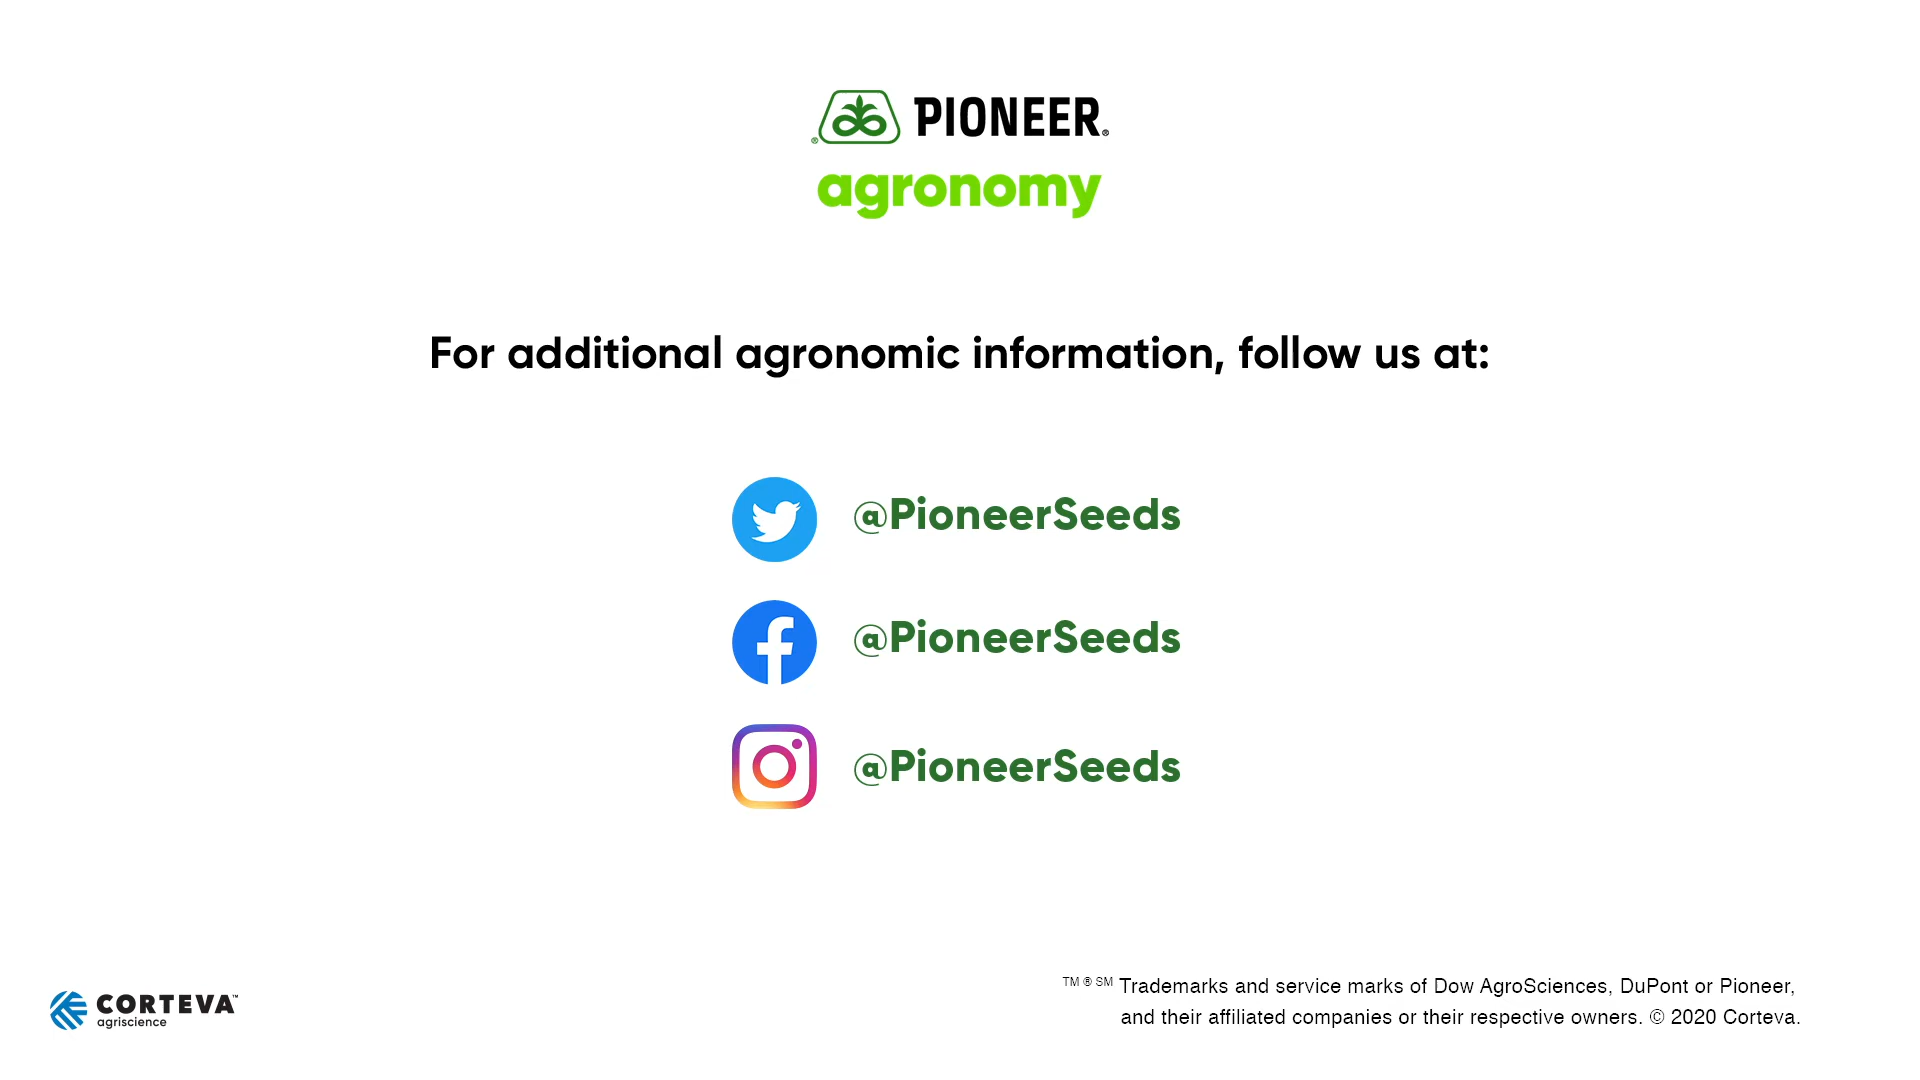 PIONEER®
agronomy
For additional agronomic information, follow us at:
@PioneerSeeds
@PioneerSeeds
@PioneerSeeds
CORTEVA™
agriscience
TM ® SM Trademarks and service marks of Dow AgroSciences, DuPont or Pioneer,
and their affiliated companies or their respective owners. © 2020 Corteva.